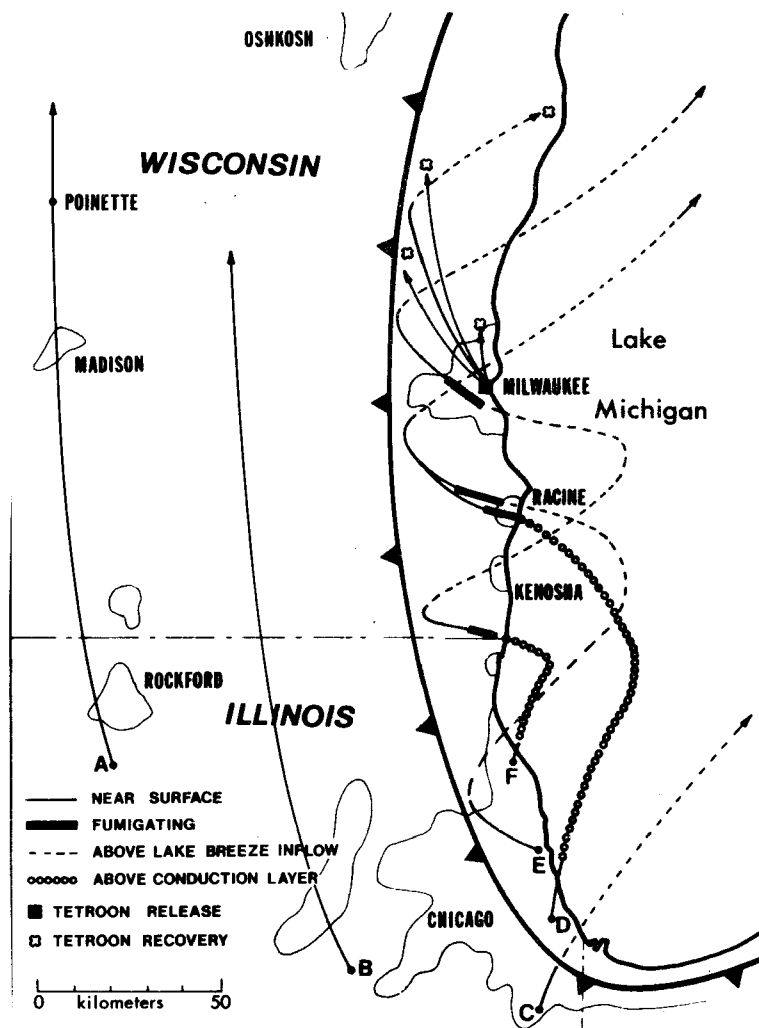 OSHKOSH
WISCONSIN
POINETTE
MADISON
Lake
MILWAUKEE
Michigan
RACINE
KENOSHA
ROCKFORD
ILLINOIS
A
F
NEAR SURFACE
FUMIGATING
ABOVE LAKE BREEZE INFLOW
E
ABOVE CONDUCTION LAYER
TETROON RELEASE
CHICAGO
D
TETROON RECOVERY
B
0 kilometers 50
C